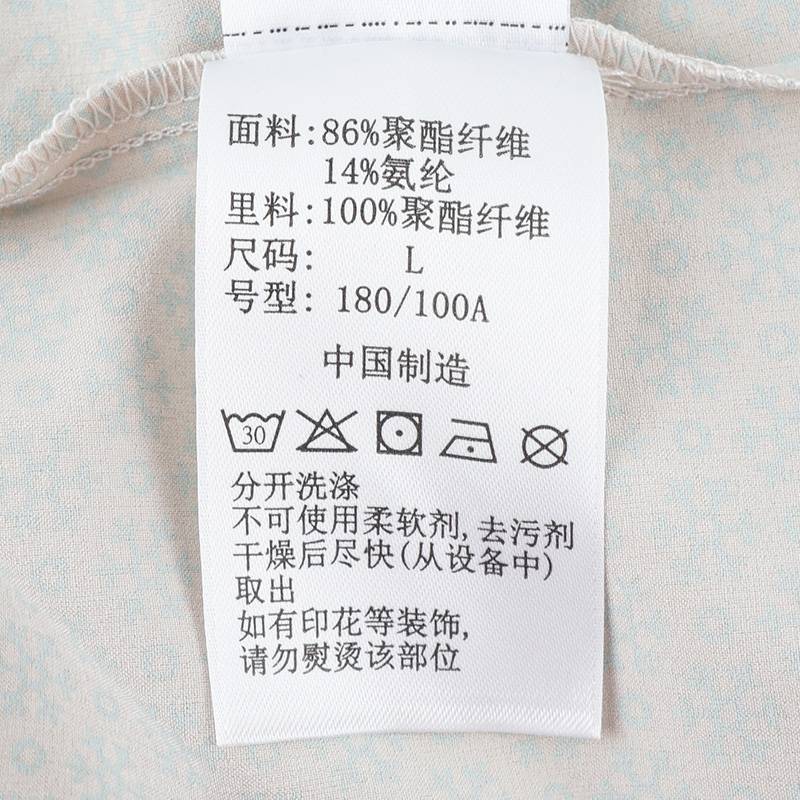 面料:86%聚酯纤维
14%氨纶
里料:100%聚酯纤维
尺码: L
号型: 180/100A
中国制造
30
分开洗涤
不可使用柔软剂,去污剂
干燥后尽快(从设备中)
取出
如有印花等装饰,
请勿熨烫该部位